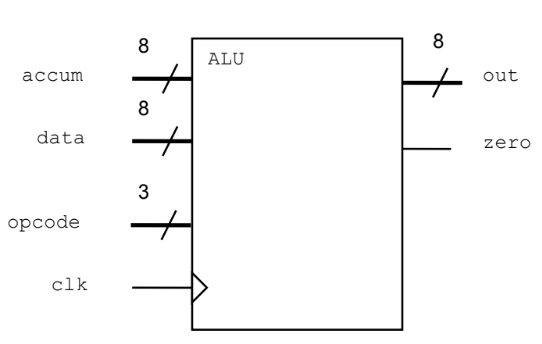 8
ALU
8
accum
out
8
data
zero
3
opcode
clk